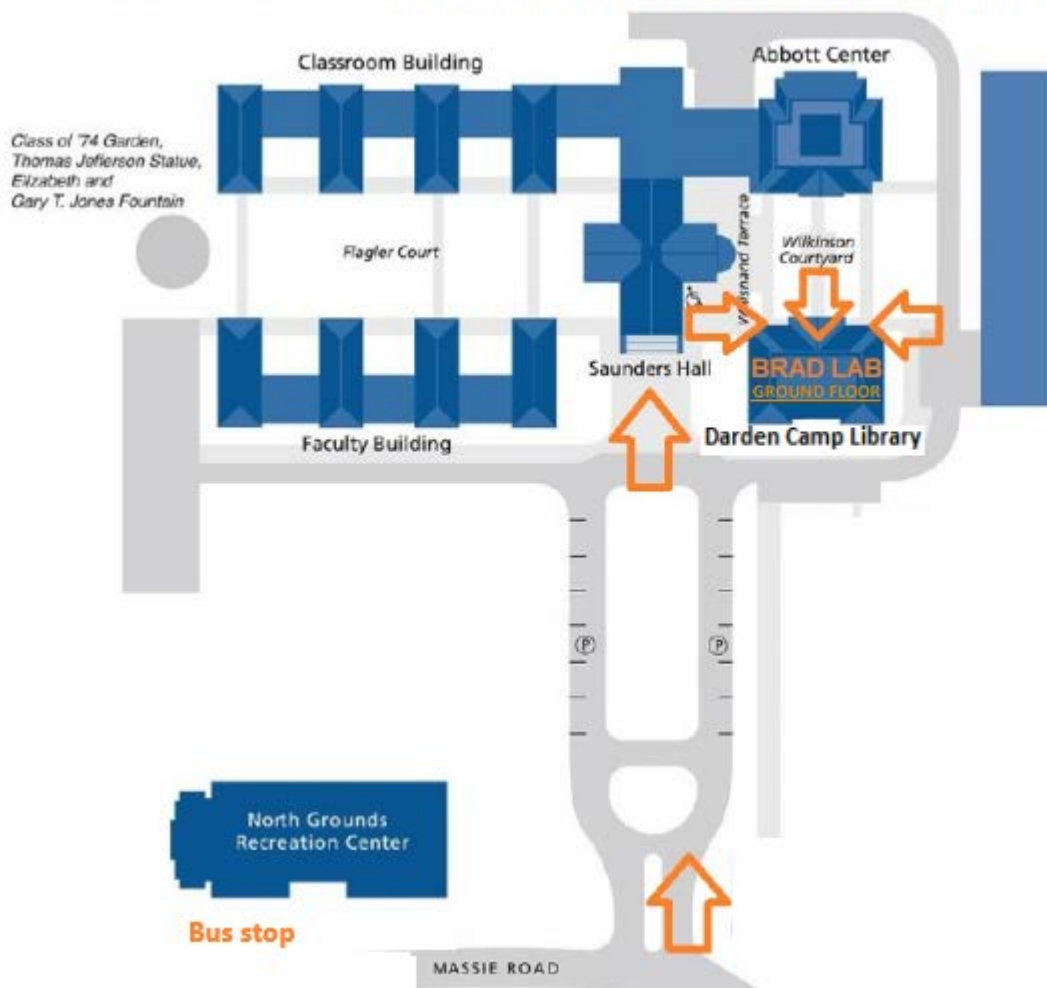 Classroom Building
Abbott Center
Class of '74 Garden,
Thomas Jefferson Statue,
Elizabeth and
Gary T. Jones Fountain
Flagler Court
Terrace
Wilkinson
Courtyard
Saunders Hall
BRAD LAB
GROUND FLOOR
Faculty Building
Darden Camp Library
P
P
North Grounds
Recreation Center
Bus stop
MASSIE ROAD